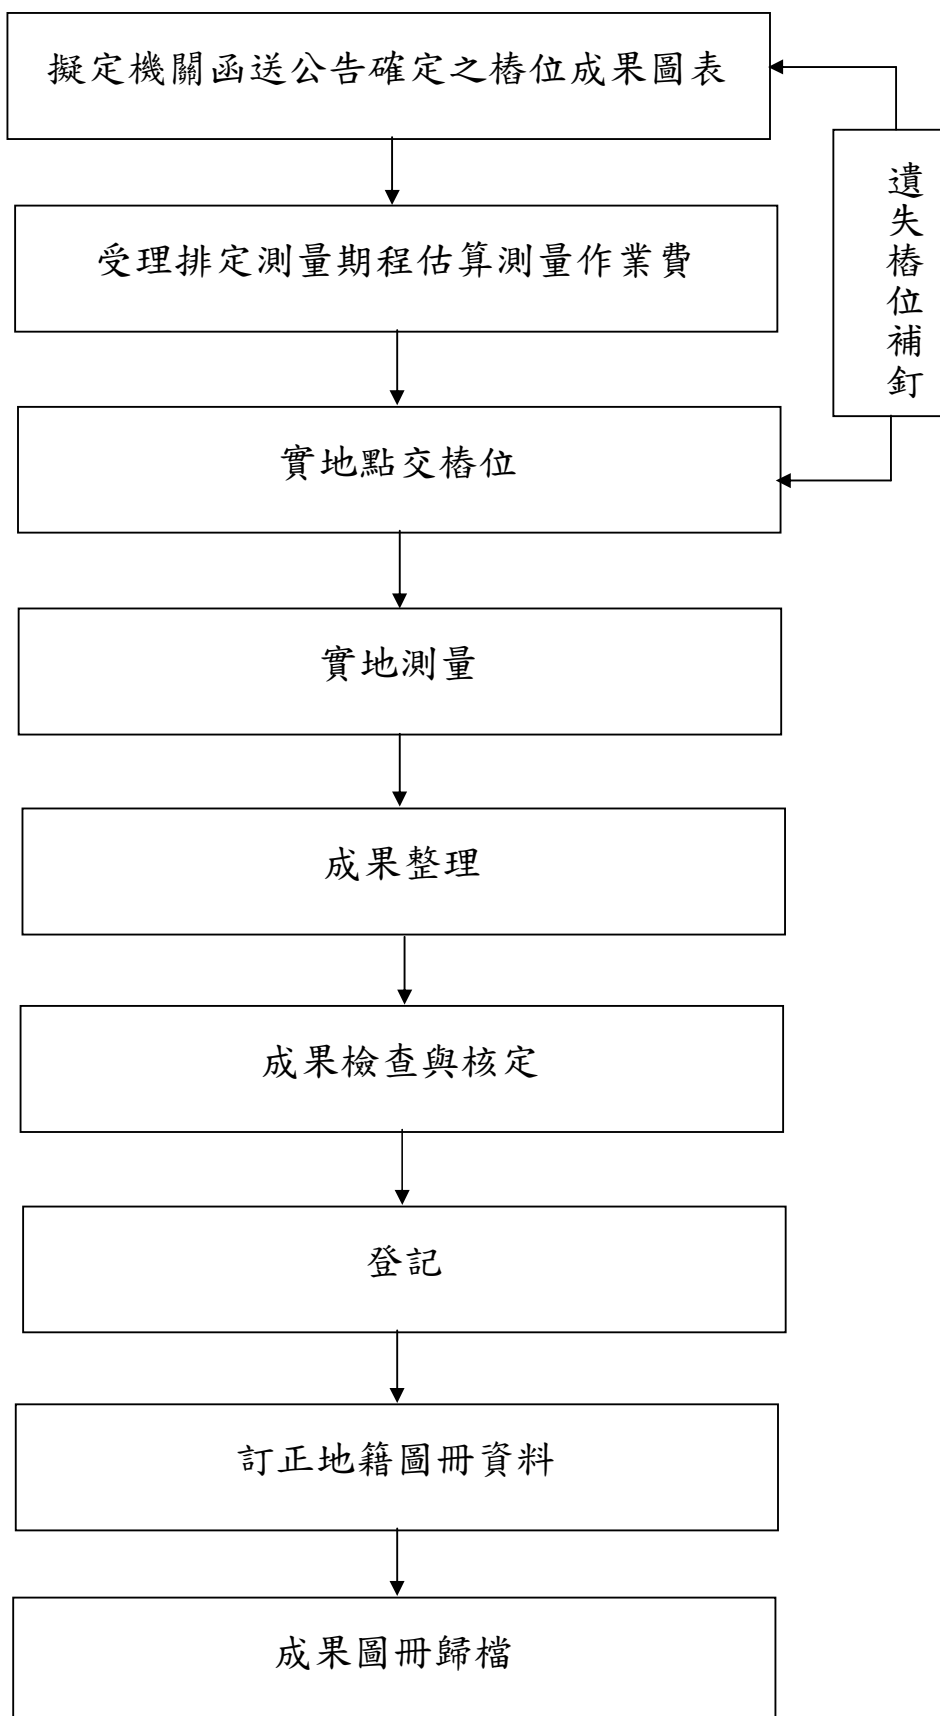 擬定機關函送公告確定之樁位成果圖表
受理排定測量期程估算測量作業費
遺失樁位補釘
實地點交樁位
實地測量
成果整理
成果檢查與核定
登記
訂正地籍圖冊資料
成果圖冊歸檔